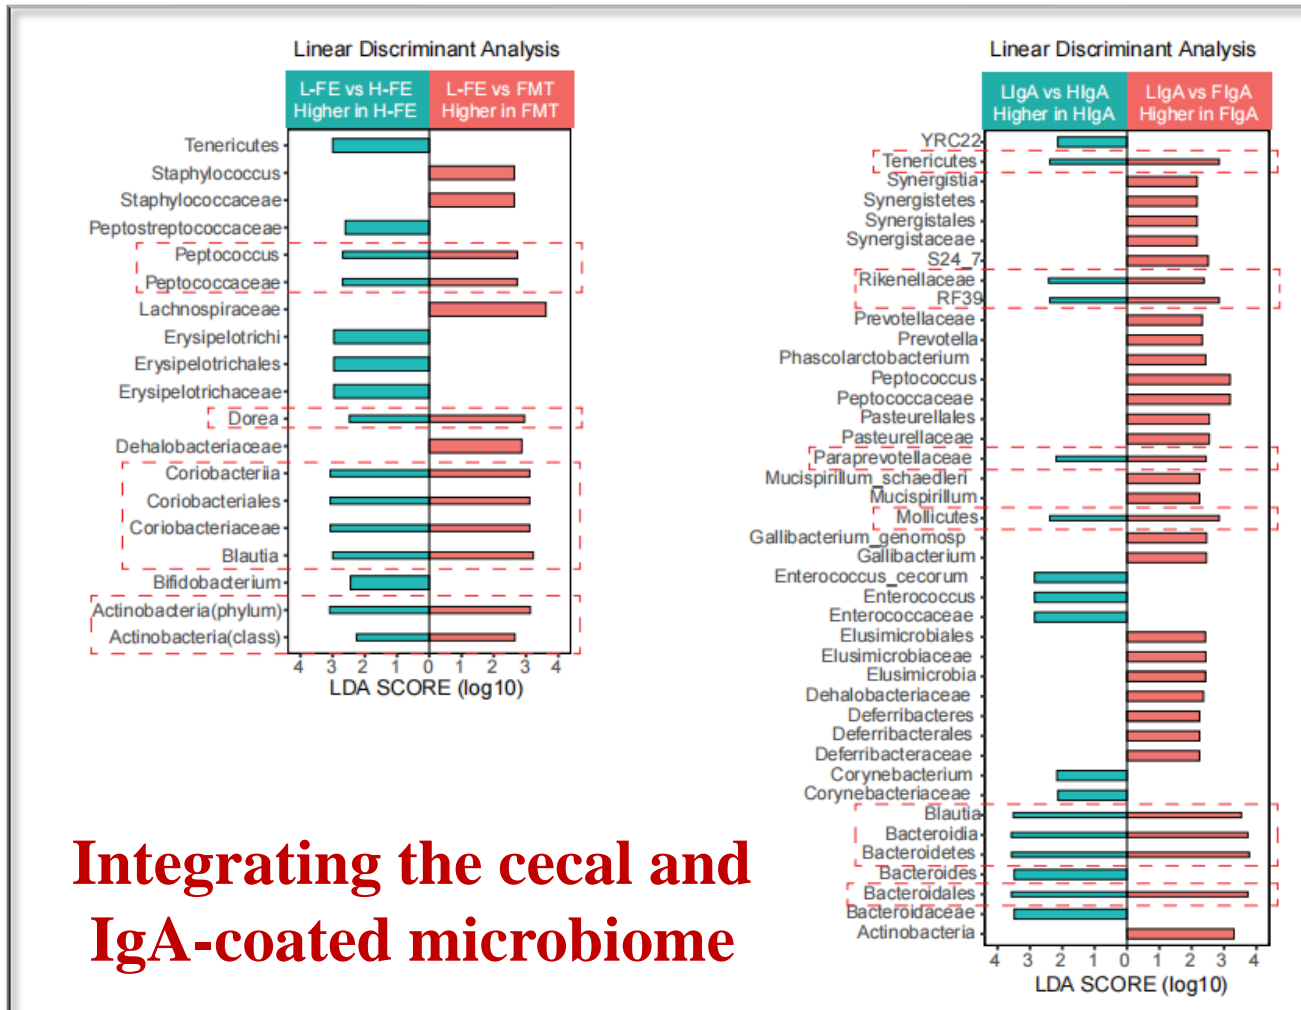 Linear Discriminant Analysis
L-FE vs H-FE
Higher in H-FE
L-FE vs FMT
Higher in FMT
Tenericutes
Staphylococcus
Staphylococcaceae
Peptostreptococcaceae
Peptococcus
Peptococcaceae
Lachnospiraceae
Erysipelotrichi
Erysipelotrichales
Erysipelotrichaceae
Dorea
Dehalobacteriaceae
Coriobacteriia
Coriobacteriales
Coriobacteriaceae
Blautia
Bifidobacterium
Actinobacteria(phylum)
Actinobacteria(class)
4 3 2 1 0 1 2 3 4
LDA SCORE (log10)
Linear Discriminant Analysis
LIgA vs HIgA
Higher in HIgA
LIgA vs FIgA
Higher in FIgA
YRC22
Tenericutes
Synergistia
Synergistetes
Synergistales
Synergistaceae
S24_7
Rikenellaceae
RF39
Prevotellaceae
Prevotella
Phascolarctobacterium
Peptococcus
Peptococcaceae
Pasteurellales
Pasteurellaceae
Paraprevotellaceae
Mucispirillum_schaedleri
Mucispirillum
Mollicutes
Gallibacterium_genomosp
Gallibacterium
Enterococcus_cecorum
Enterococcus
Enterococcaceae
Elusimicrobiales
Elusimicrobiaceae
Elusimicrobia
Dehalobacteriaceae
Deferribacteres
Deferribacterales
Deferribacteraceae
Corynebacterium
Corynebacteriaceae
Blautia
Bacteroidia
Bacteroidetes
Bacteroides
Bacteroidales
Bacteroidaceae
Actinobacteria
4 3 2 1 0 1 2 3 4
LDA SCORE (log10)
Integrating the cecal and
IgA-coated microbiome